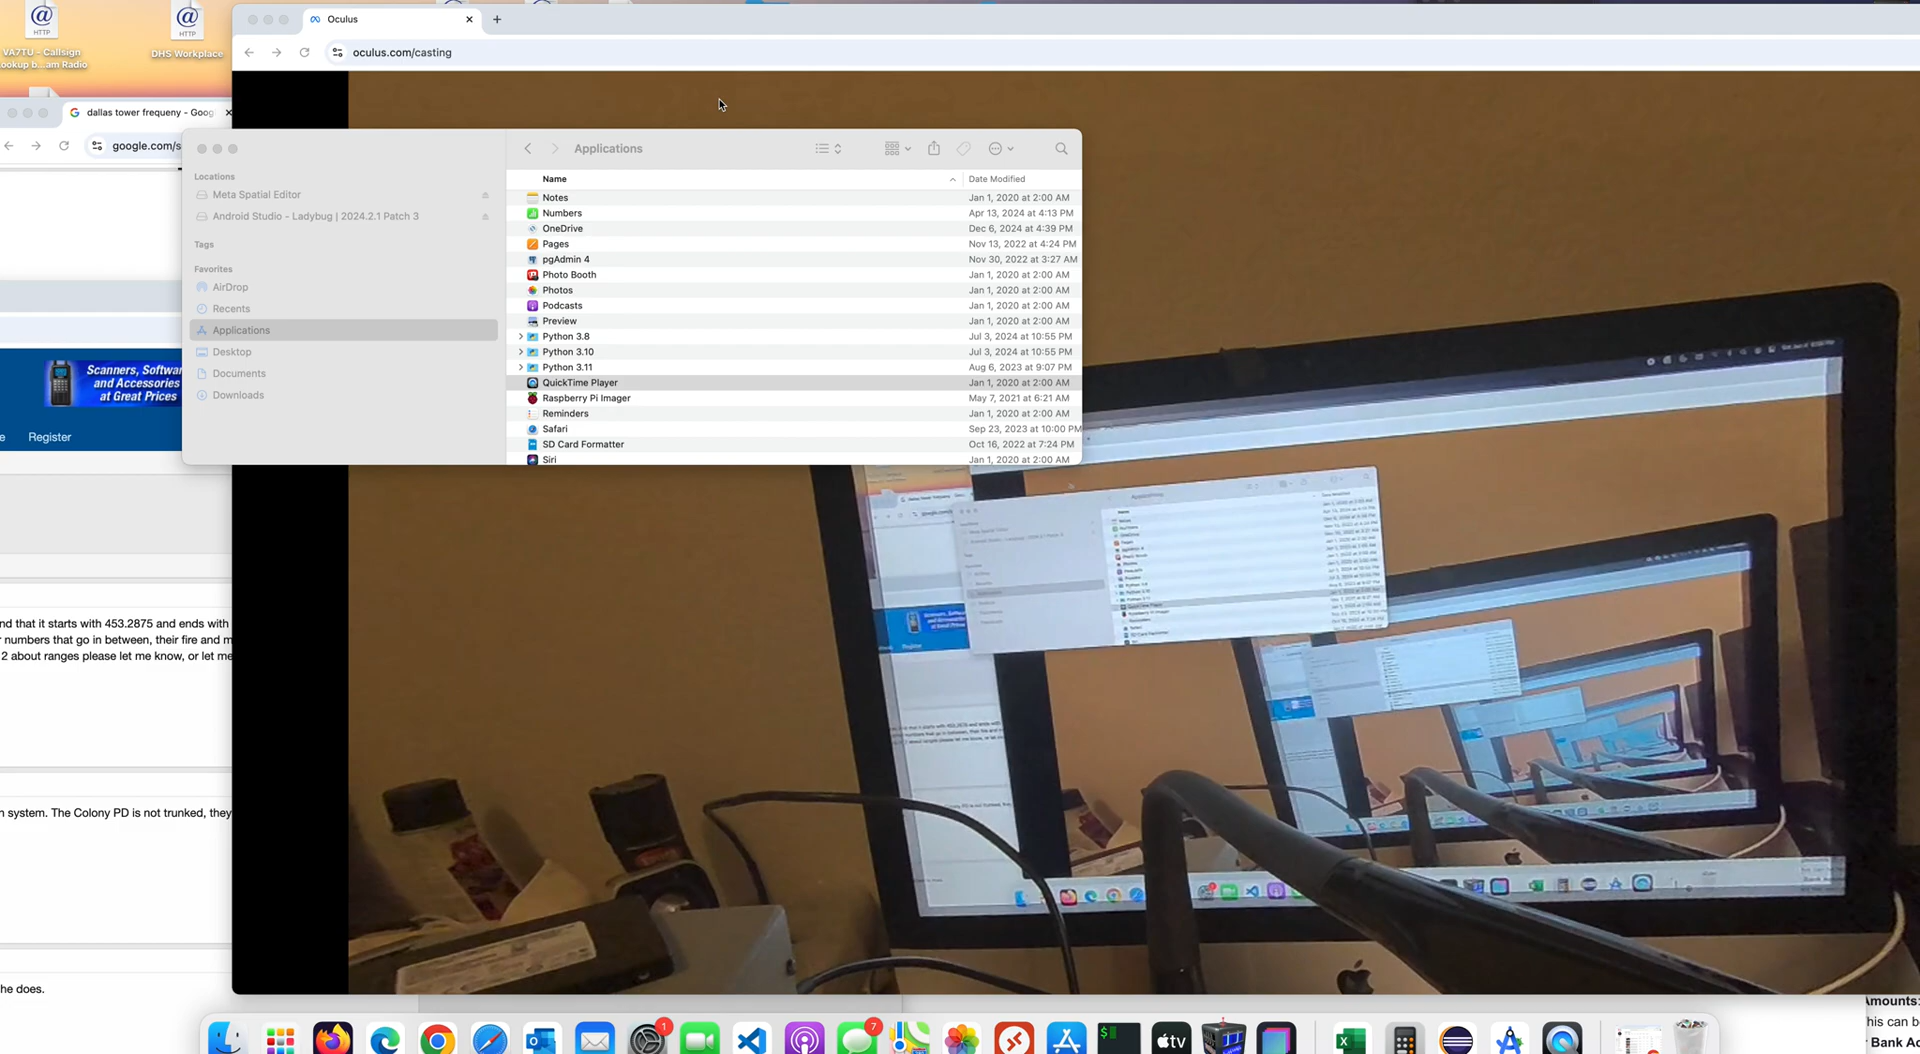 HTTP
HTTP
VA7TU - Callsign
ookup b...am Radio
DHS Workplace
Oculus
oculus.com/casting
dallas tower frequeny - Goog
google.com/s
Applications
Locations
Meta Spatial Editor
Android Studio - Ladybug | 2024.2.1 Patch 3
Tags
Favorites
AirDrop
Recents
Applications
Desktop
Documents
Downloads
Name Date Modified
Notes Jan 1, 2020 at 2:00 AM
Numbers Apr 13, 2024 at 4:13 PM
OneDrive Dec 6, 2024 at 4:39 PM
Pages Nov 13, 2022 at 4:24 PM
pgAdmin 4 Nov 30, 2022 at 3:27 AM
Photo Booth Jan 1, 2020 at 2:00 AM
Photos Jan 1, 2020 at 2:00 AM
Podcasts Jan 1, 2020 at 2:00 AM
Preview Jan 1, 2020 at 2:00 AM
Python 3.8 Jul 3, 2024 at 10:55 PM
Python 3.10 Jul 3, 2024 at 10:55 PM
Python 3.11 Aug 6, 2023 at 9:07 PM
QuickTime Player Jan 1, 2020 at 2:00 AM
Raspberry Pi Imager May 7, 2021 at 6:21 AM
Reminders Jan 1, 2020 at 2:00 AM
Safari Sep 23, 2023 at 10:00 PM
SD Card Formatter Oct 16, 2022 at 7:24 PM
Siri Jan 1, 2020 at 2:00 AM
Scanners, Softwar
and Accessories
at Great Prices
e Register
nd that it starts with 453.2875 and ends with
r numbers that go in between, their fire and m
2 about ranges please let me know, or let me
n system. The Colony PD is not trunked, they
he does.
Amounts:
his can b
r Bank Ac
1
7
tv